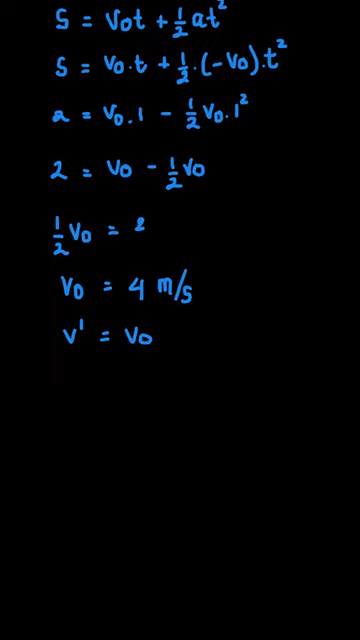 S = V0t + 1/2 at²
S = V0.t + 1/2.(-V0).t²
a = V0.1 - 1/2 V0.1²
2 = V0 - 1/2 V0
1/2 V0 = 2
V0 = 4 m/s
V' = V0